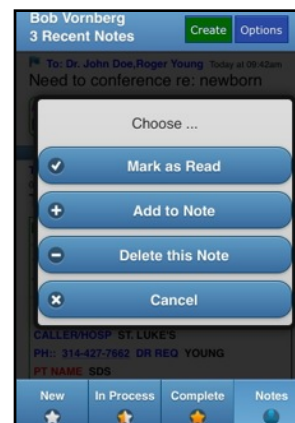 Bob Vornberg
3 Recent Notes
Create
Options
To: Dr. John Doe,Roger Young Today at 09:42am
Need to conference re: newborn
Choose ...
Mark as Read
Add to Note
Delete this Note
Cancel
CALLER/HOSP ST. LUKE'S
PH:: 314-427-7662 DR REQ YOUNG
PT NAME SDS
New
In Process
Complete
Notes